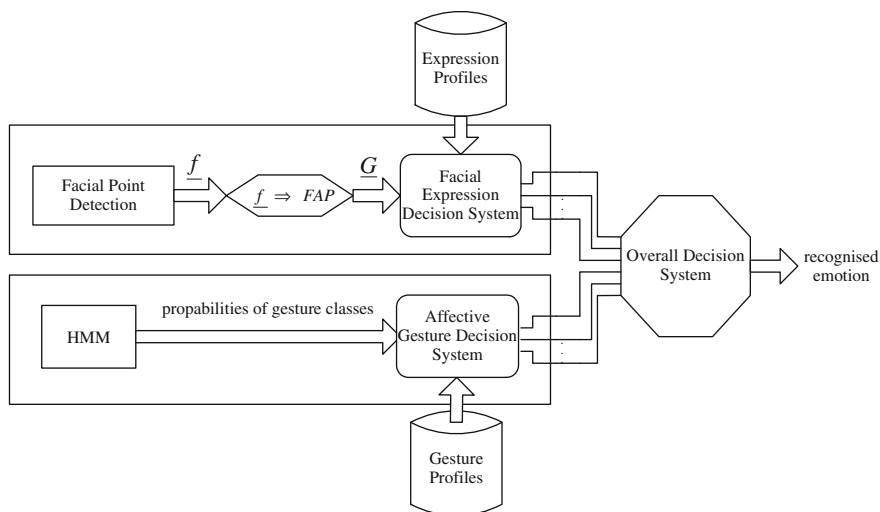 Expression
Profiles
f
G
Facial Point
Detection
f ⇒ FAP
Facial
Expression
Decision System
Overall Decision
System
recognised
emotion
propabilities of gesture classes
HMM
Affective
Gesture Decision
System
Gesture
Profiles